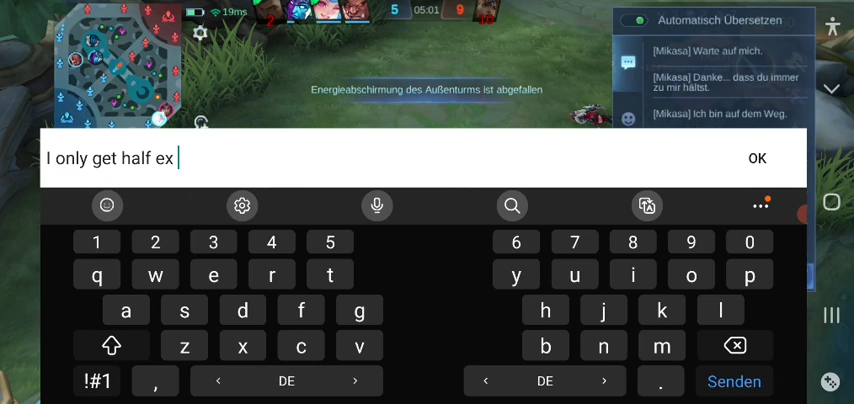 19ms
2
5
05:01
9
10
Automatisch Übersetzen
[Mikasa] Warte auf mich.
[Mikasa] Danke... dass du immer
zu mir hältst.
[Mikasa] Ich bin auf dem Weg.
Energieabschirmung des Außenturms ist abgefallen
I only get half ex
OK
1 2 3 4 5 6 7 8 9 0
q w e r t y u i o p
a s d f g h j k l
z x c v b n m
!#1 , < DE > < DE > . Senden